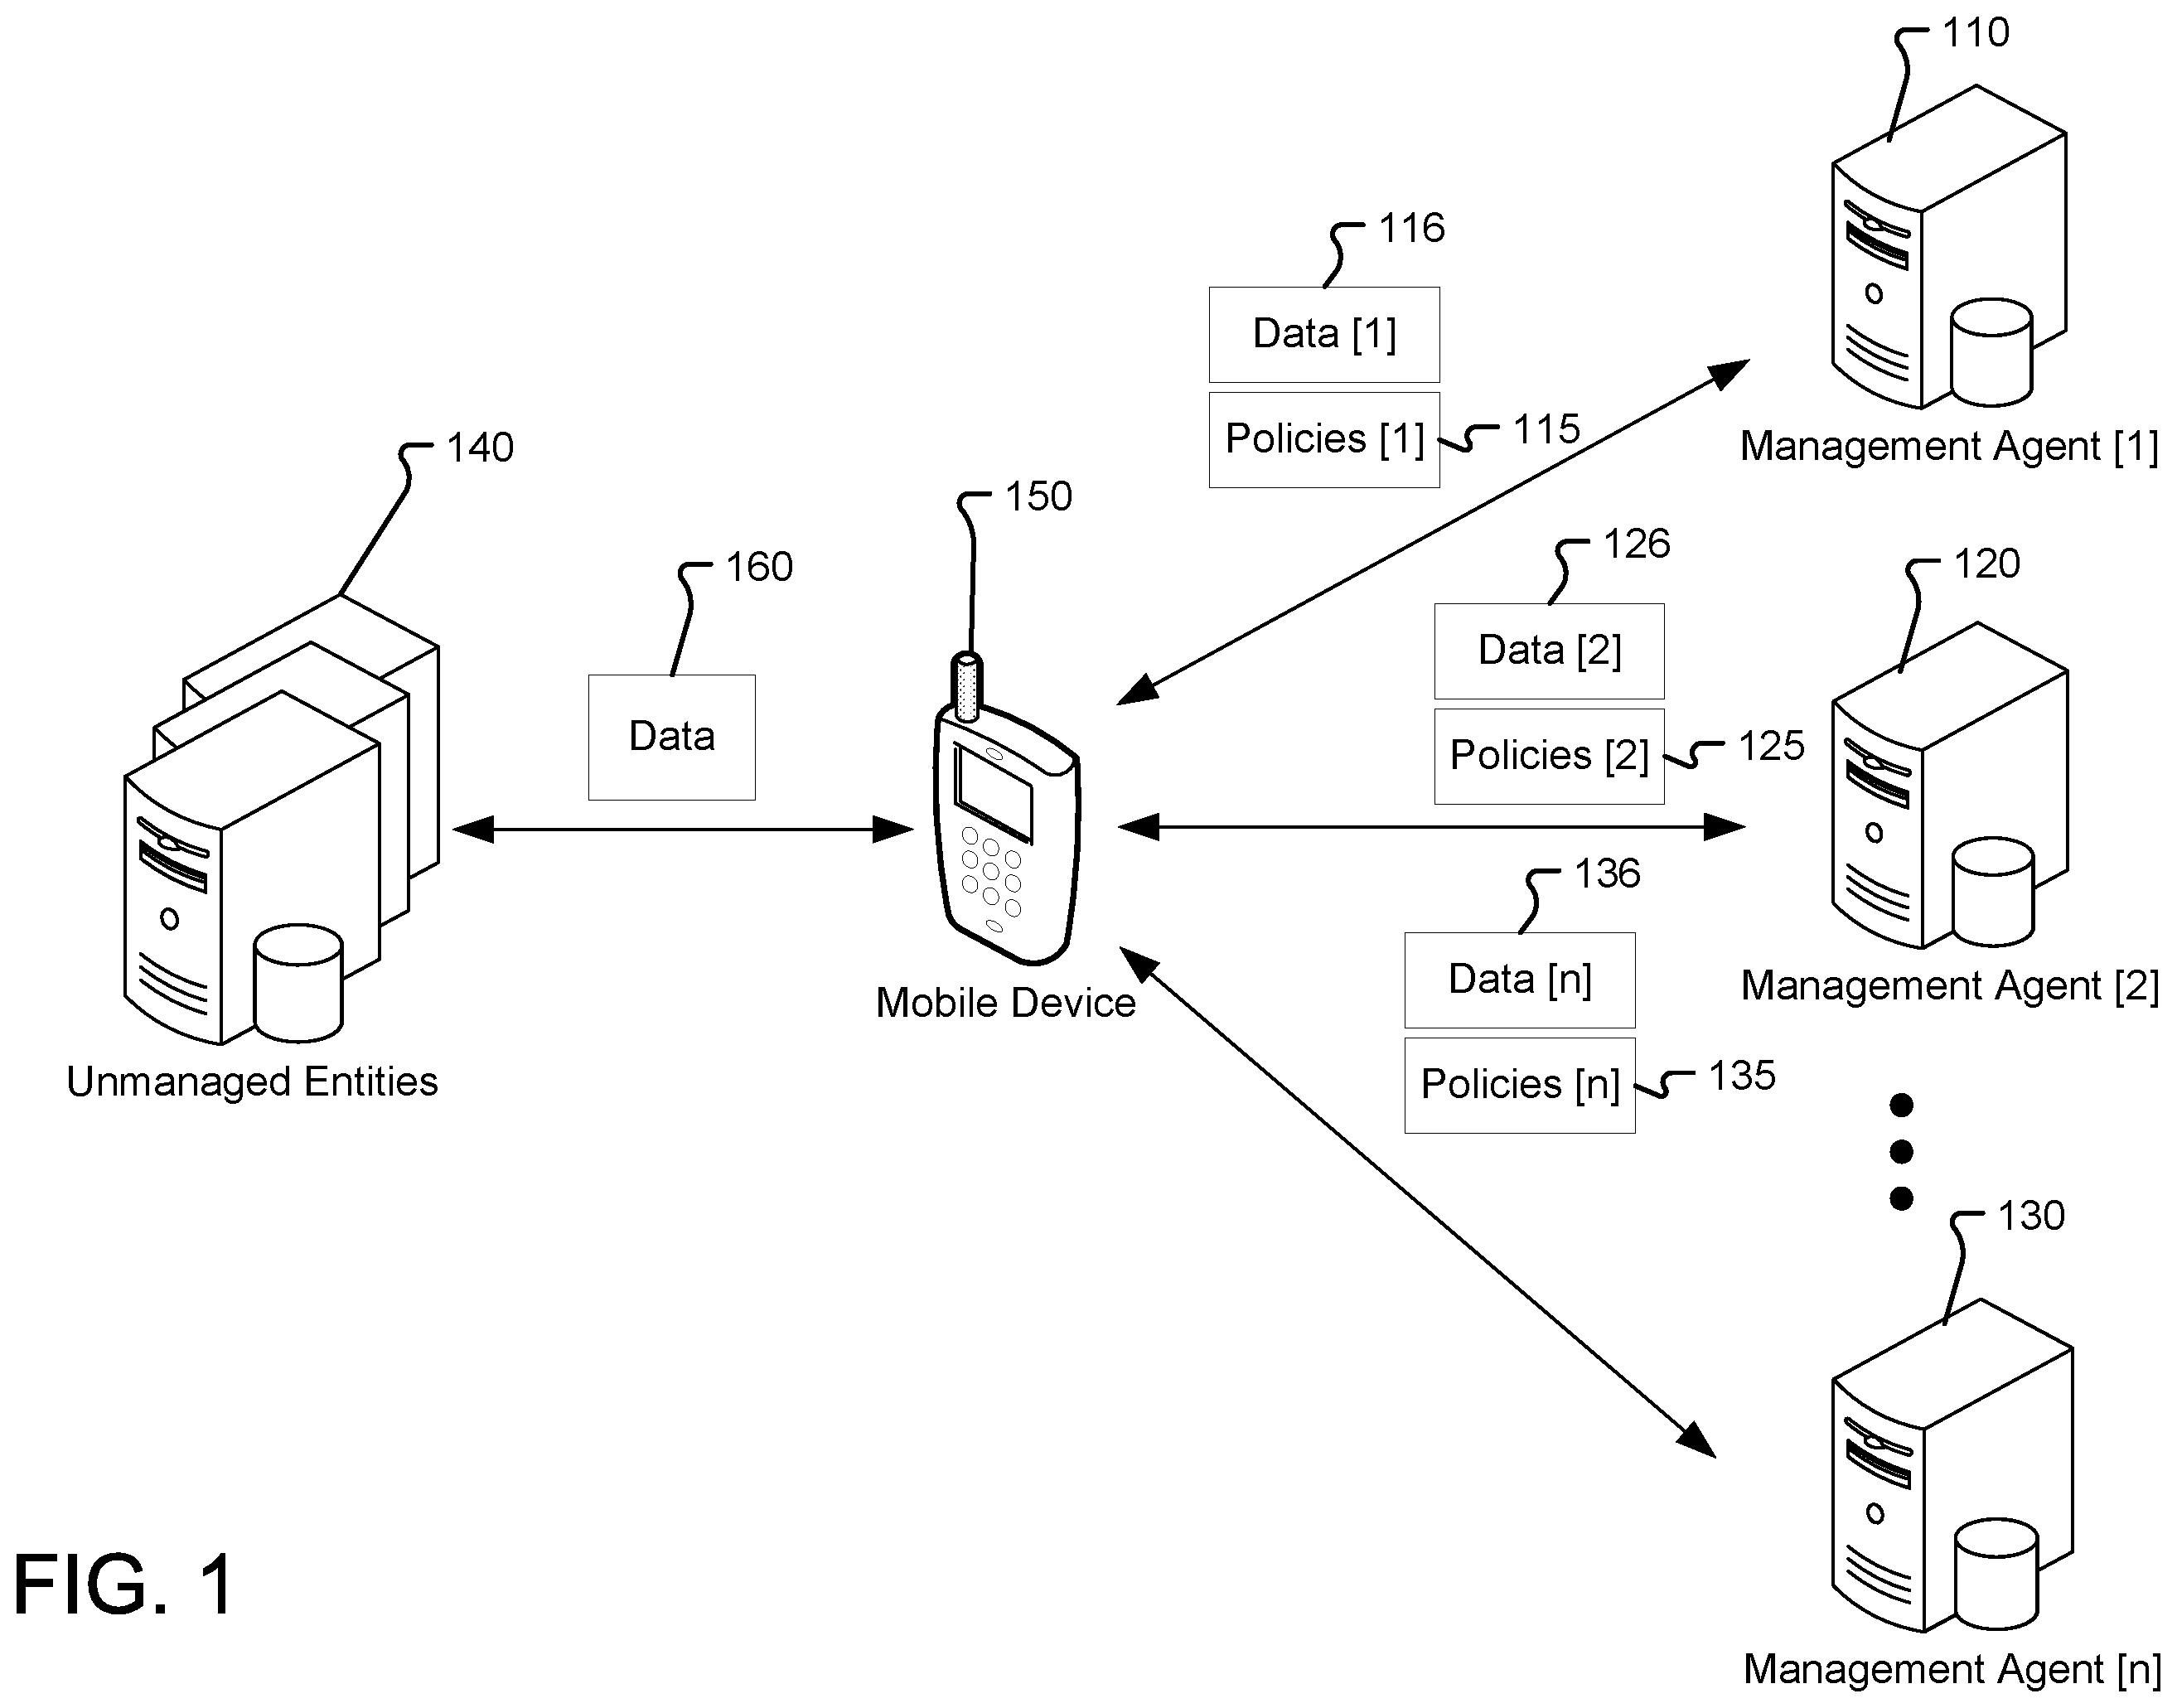 110
116
Data [1]
Policies [1]
115
Management Agent [1]
140
150
160
Data
126
Data [2]
Policies [2]
125
120
Management Agent [2]
Mobile Device
Unmanaged Entities
136
Data [n]
Policies [n]
135
130
Management Agent [n]
FIG. 1